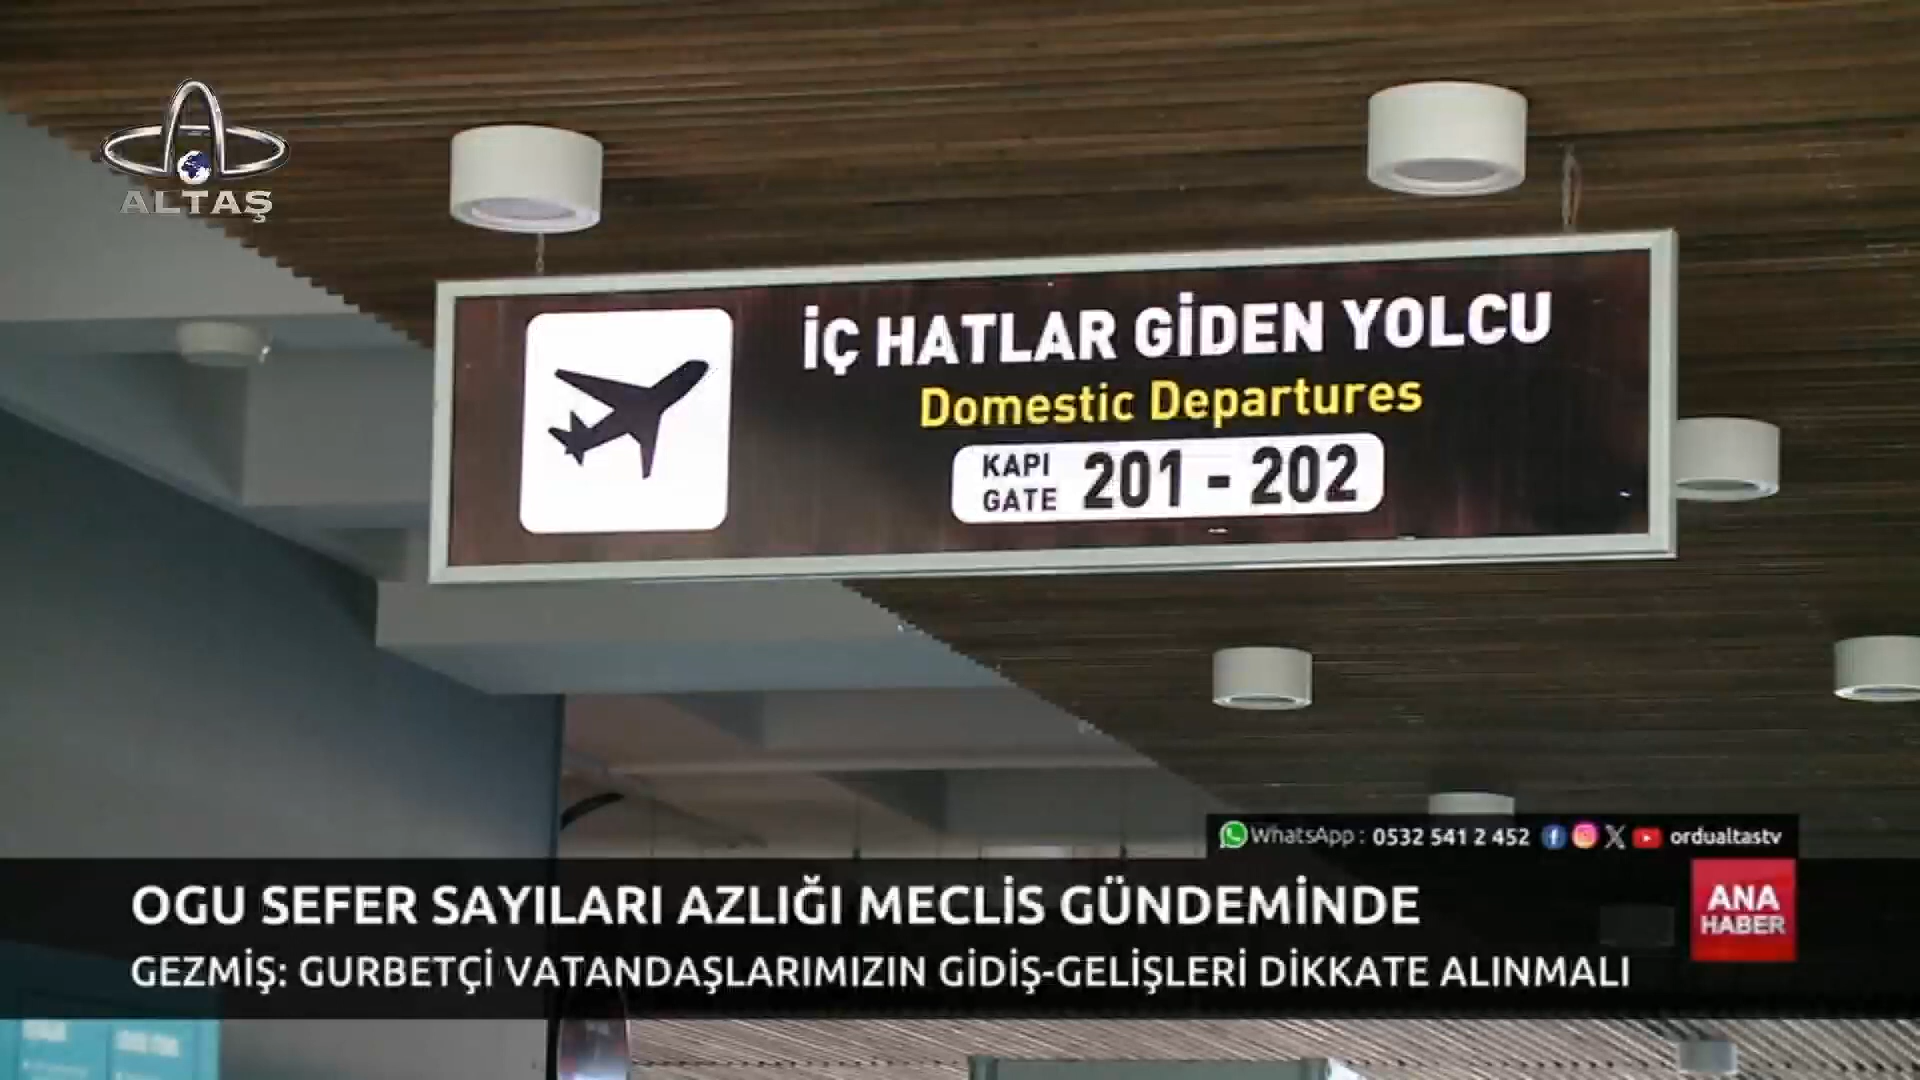 ALTAŞ
İÇ HATLAR GİDEN YOLCU
Domestic Departures
KAPI
GATE
201 - 202
WhatsApp : 0532 541 2 452 ordualtastv
OGU SEFER SAYILARI AZLIĞI MECLİS GÜNDEMİNDE
ANA
HABER
GEZMİŞ: GURBETÇİ VATANDAŞLARIMIZIN GİDİŞ-GELİŞLERİ DİKKATE ALINMALI